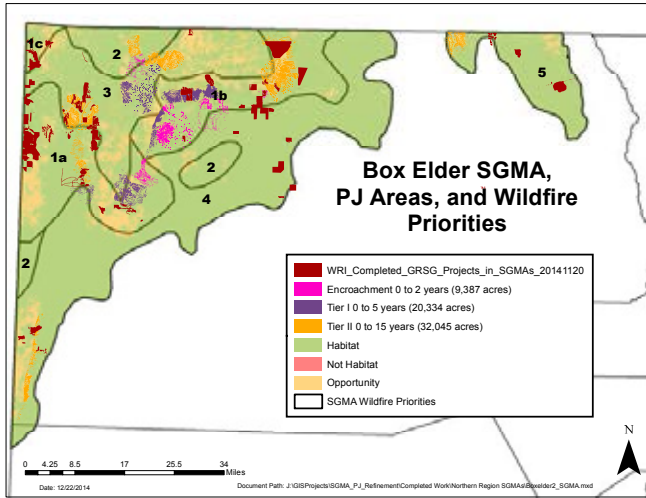 1c
2
3
1b
5
1a
2
4
2
Box Elder SGMA,
PJ Areas, and Wildfire
Priorities
WRI_Completed_GRSG_Projects_in_SGMAs_20141120
Encroachment 0 to 2 years (9,387 acres)
Tier I 0 to 5 years (20,334 acres)
Tier II 0 to 15 years (32,045 acres)
Habitat
Not Habitat
Opportunity
SGMA Wildfire Priorities
N
0 4.25 8.5 17 25.5 34
Miles
Date: 12/22/2014
Document Path: J:\GISProjects\SGMA_PJ_Refinement\Completed Work\Northern Region SGMAs\Boxelder2_SGMA.mxd